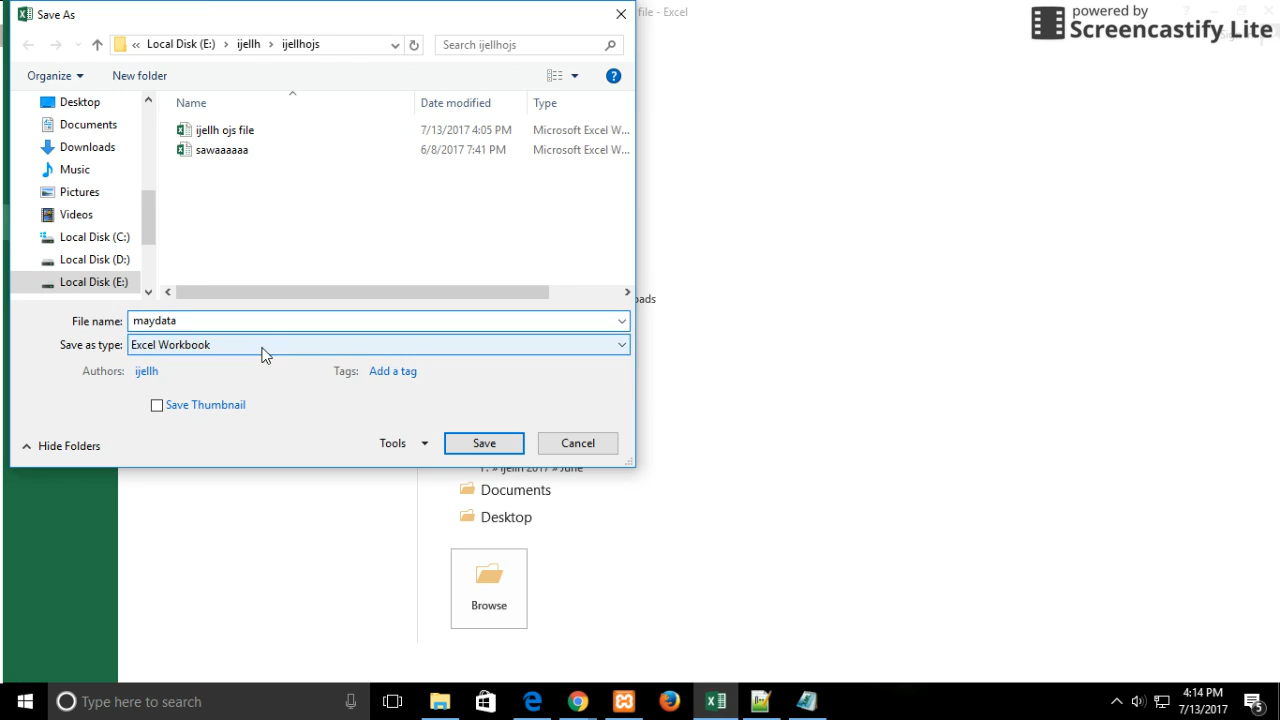 Save As
file - Excel
powered by
Screencastify Lite
« Local Disk (E:) › ijellh › ijellhojs
Search ijellhojs
Organize
New folder
Name
Date modified
Type
Desktop
Documents
Downloads
Music
Pictures
Videos
Local Disk (C:)
Local Disk (D:)
Local Disk (E:)
ijellh ojs file
7/13/2017 4:05 PM
Microsoft Excel W...
sawaaaaaa
6/8/2017 7:41 PM
Microsoft Excel W...
oads
File name: maydata
Save as type: Excel Workbook
Authors: ijellh
Tags: Add a tag
Save Thumbnail
Hide Folders
Tools
Save
Cancel
Documents
Desktop
Browse
Type here to search
4:14 PM
7/13/2017
5